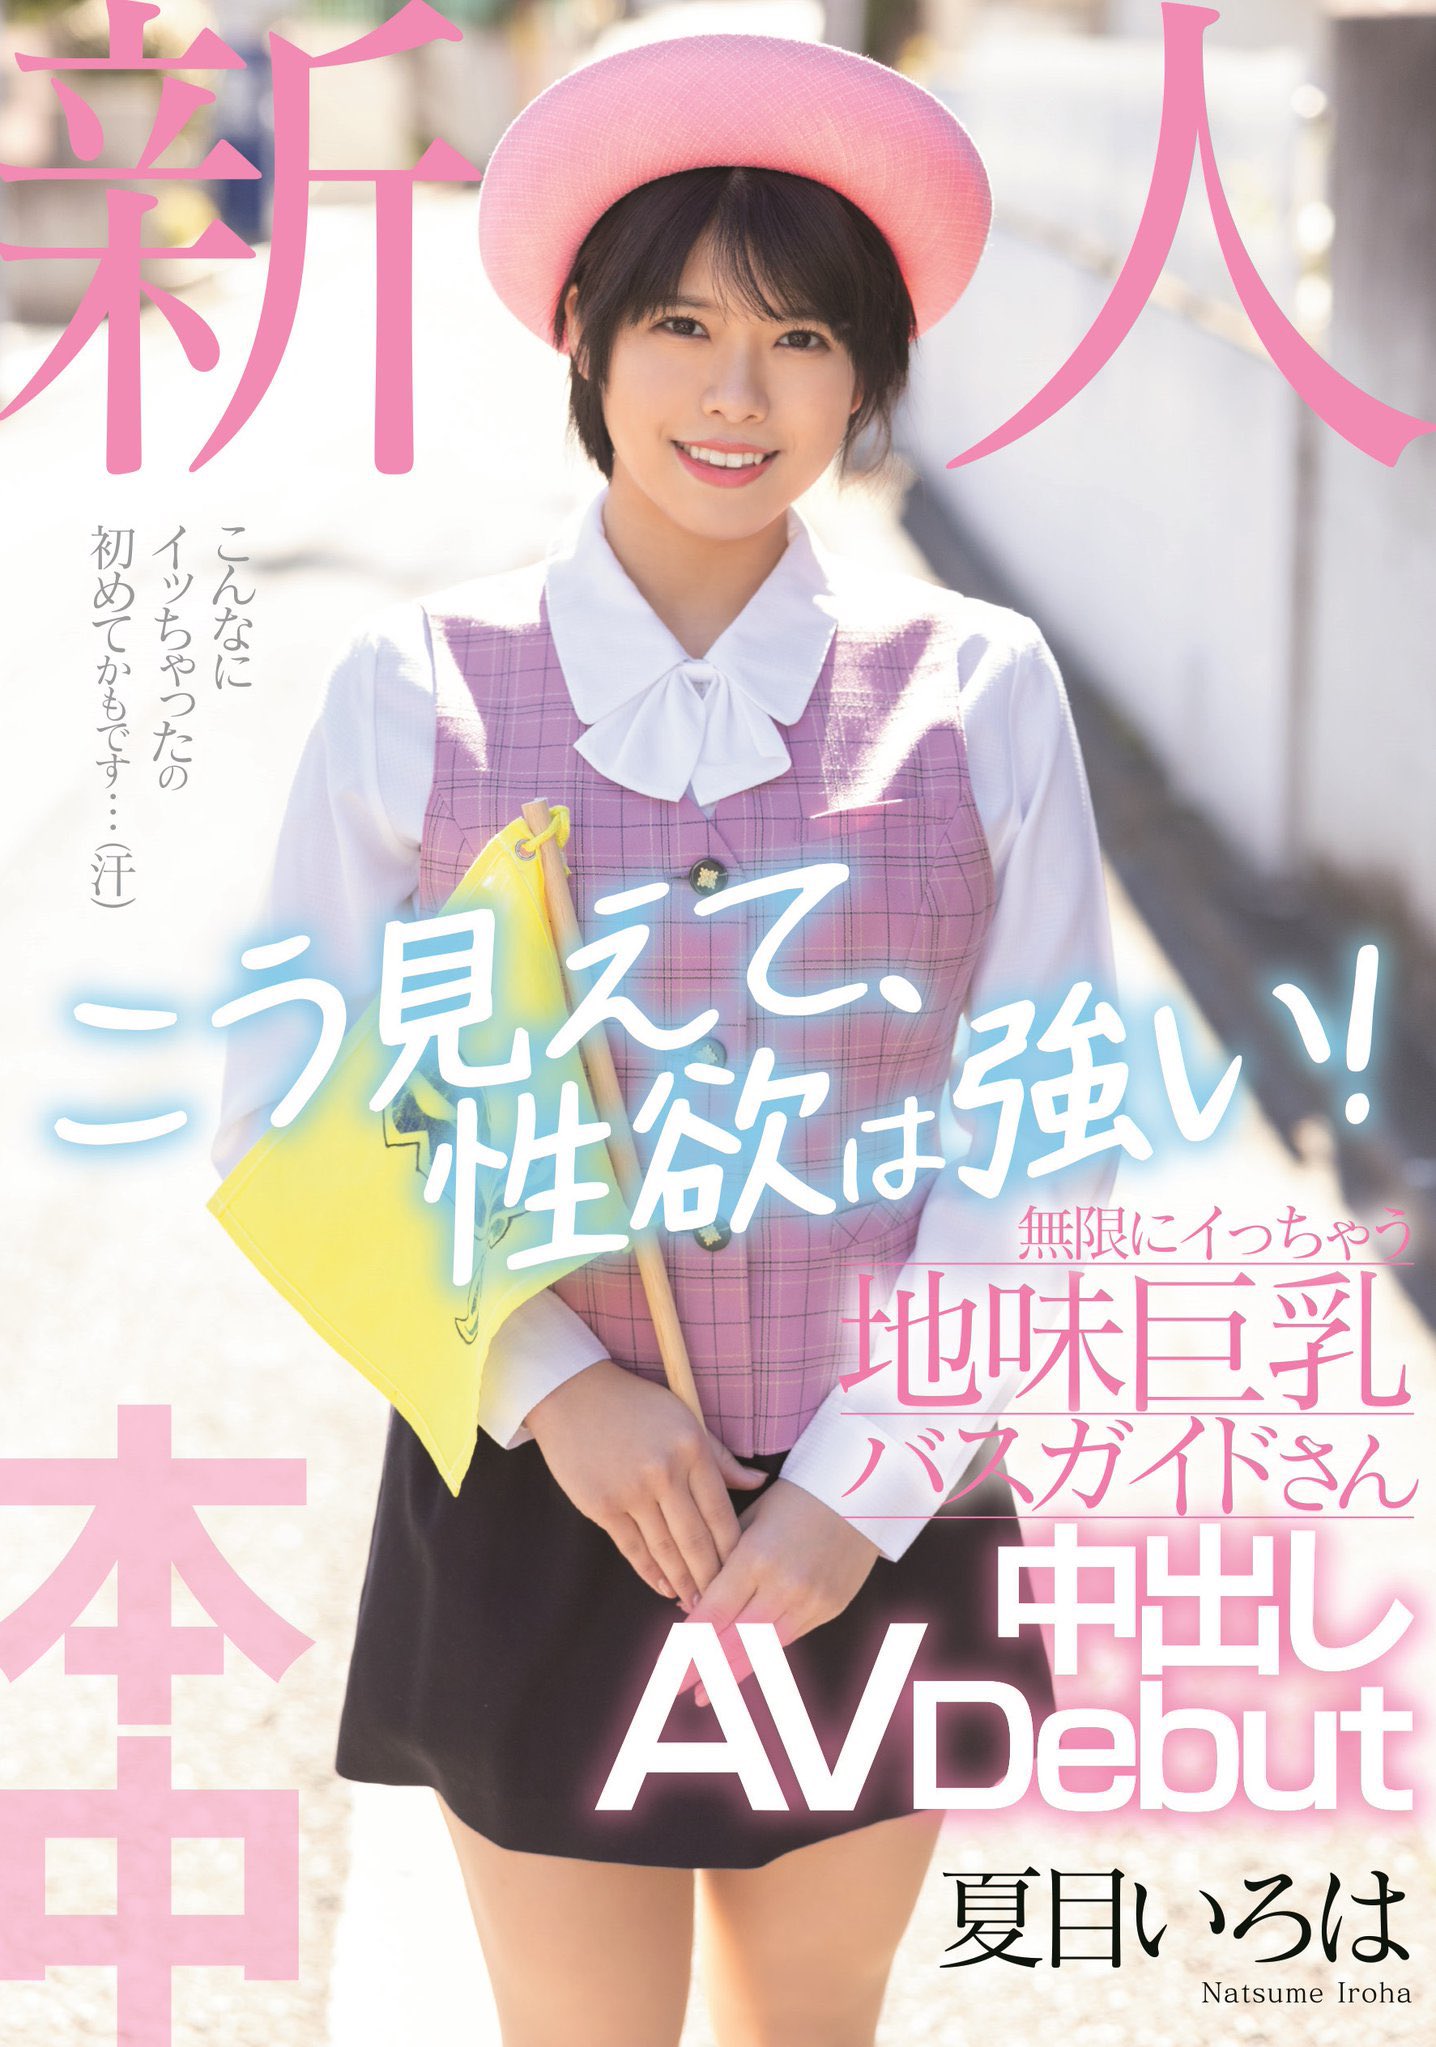 新人
こんなに
イッちゃったの
初めてかもです…(汗)
こう見えて、
性欲は強い!
無限にイっちゃう
地味巨乳
バスガイドさん
中出し
AVDebut
夏目いろは
Natsume Iroha
本中